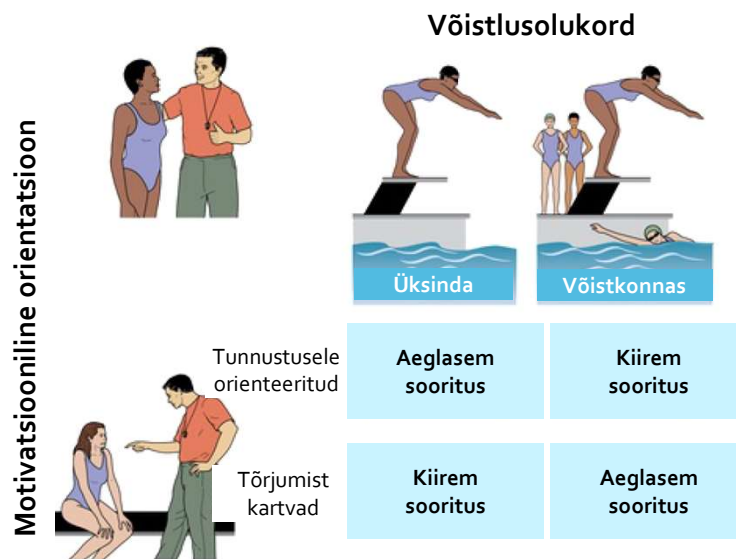 Võistlusolukord
Motivatsiooniline orientatsioon
Üksinda
Võistkonnas
Tunnustusele
orienteeritud
Aeglasem
sooritus
Kiirem
sooritus
Tõrjumist
kartvad
Kiirem
sooritus
Aeglasem
sooritus